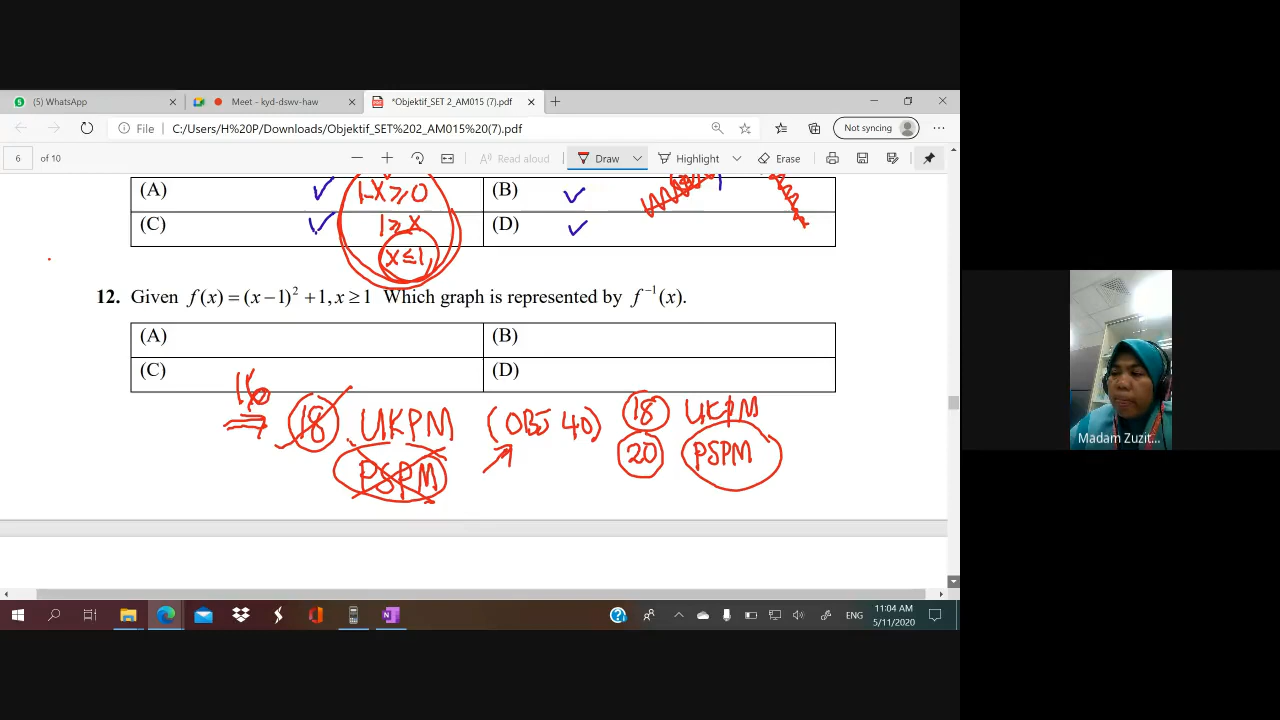 (5) WhatsApp
Meet - kyd-dswv-haw
*Objektif_SET 2_AM015 (7).pdf
File
C:/Users/H%20P/Downloads/Objektif_SET%202_AM015%20(7).pdf
Not syncing
6 of 10
Read aloud
Draw
Highlight
Erase
(A) 1-x ≥ 0 (B)
(C) 1 ≥ x (D)
x ≤ 1
12. Given f(x) = (x−1)² + 1, x ≥ 1 Which graph is represented by f⁻¹(x).
(A) (B)
(C) (D)
18 UKPM (OBJ 40) 18 UKPM
PSPM 20 PSPM
Madam Zuzit...
ENG
11:04 AM
5/11/2020